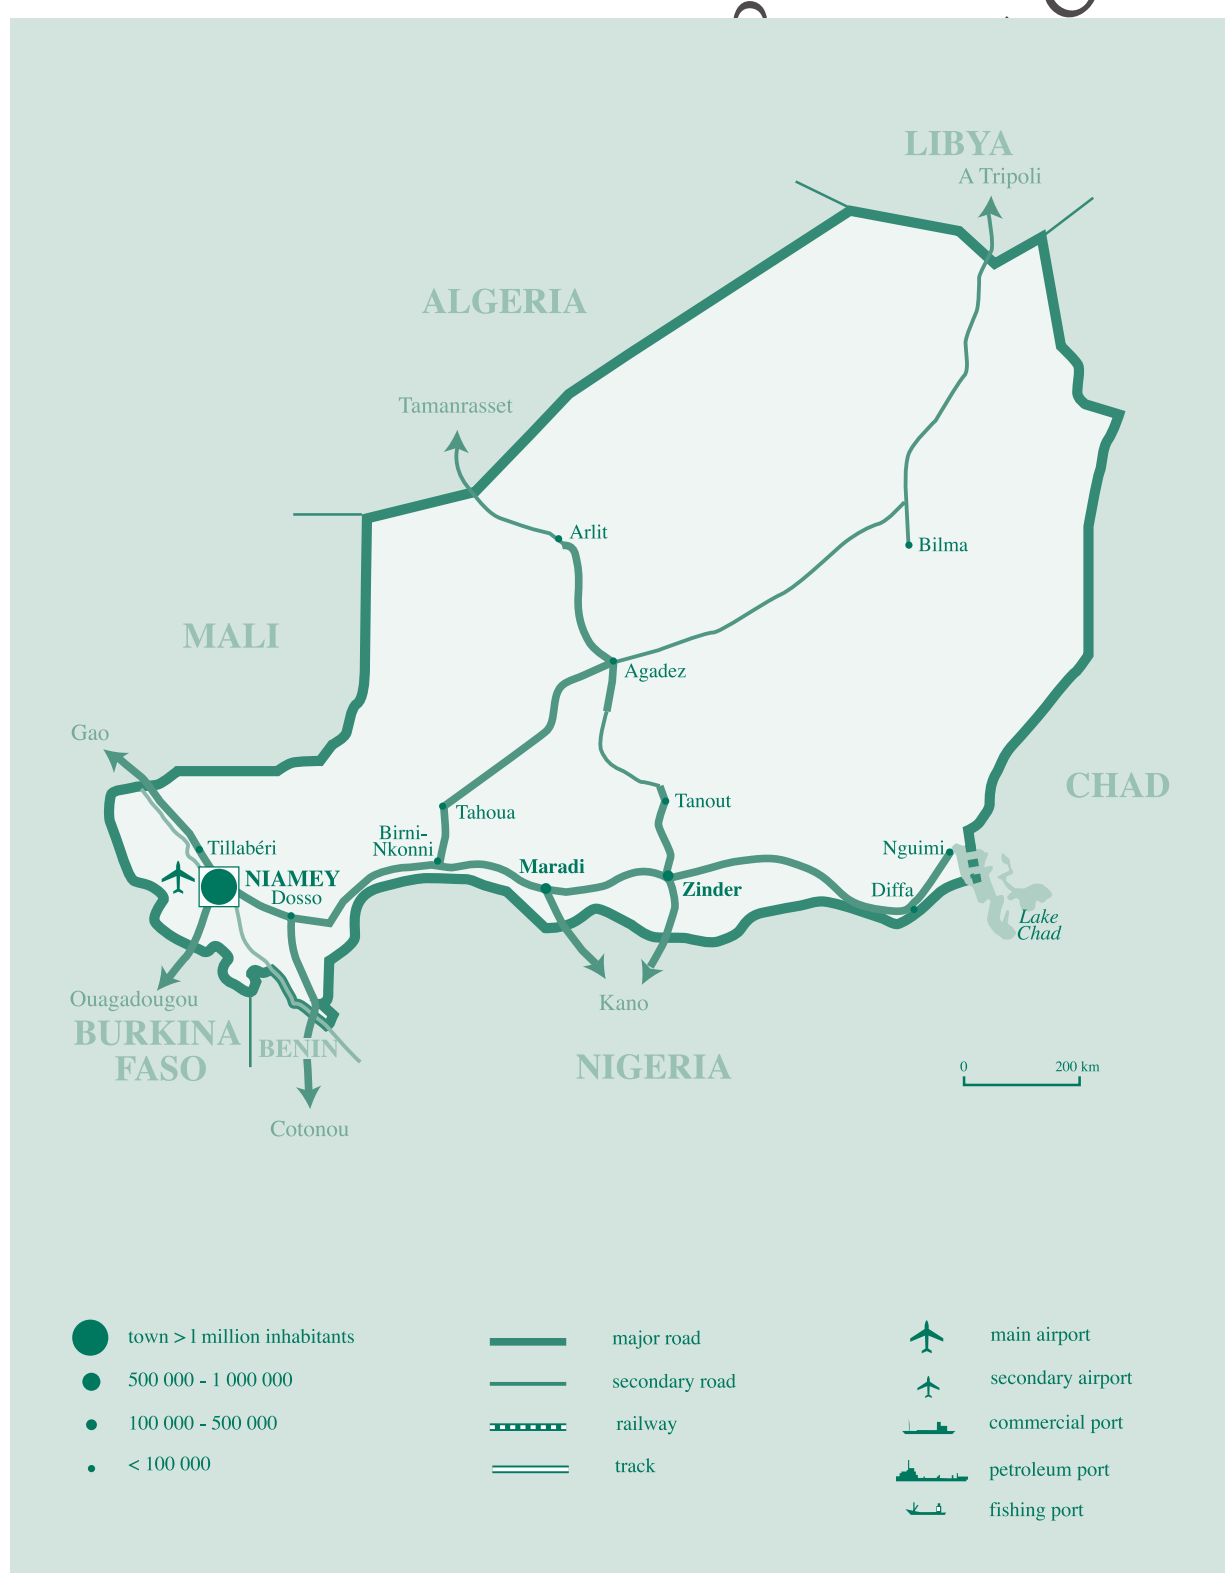 LIBYA
A Tripoli
ALGERIA
Tamanrasset
Arlit
Bilma
MALI
Agadez
Gao
CHAD
Tahoua
Tanout
Birni-
Nkonni
Tillabéri
Nguimi
Maradi
NIAMEY
Zinder
Diffa
Dosso
Lake
Chad
Ouagadougou
Kano
BURKINA
FASO
BENIN
NIGERIA
0 200 km
Cotonou
town > l million inhabitants
500 000 - 1 000 000
100 000 - 500 000
< 100 000
major road
secondary road
railway
track
main airport
secondary airport
commercial port
petroleum port
fishing port